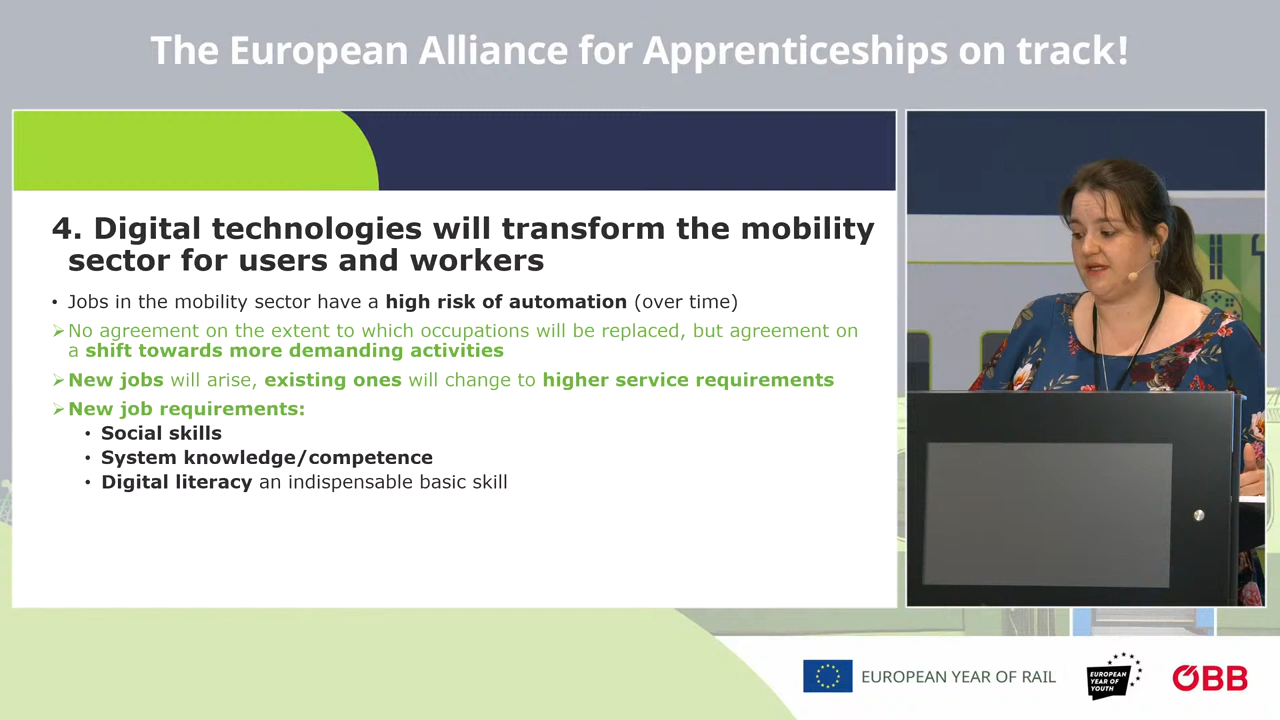 The European Alliance for Apprenticeships on track!
4. Digital technologies will transform the mobility
sector for users and workers
• Jobs in the mobility sector have a high risk of automation (over time)
➢ No agreement on the extent to which occupations will be replaced, but agreement on
a shift towards more demanding activities
➢ New jobs will arise, existing ones will change to higher service requirements
➢ New job requirements:
• Social skills
• System knowledge/competence
• Digital literacy an indispensable basic skill
EUROPEAN YEAR OF RAIL
EUROPEAN
YEAR OF
YOUTH
ÖBB